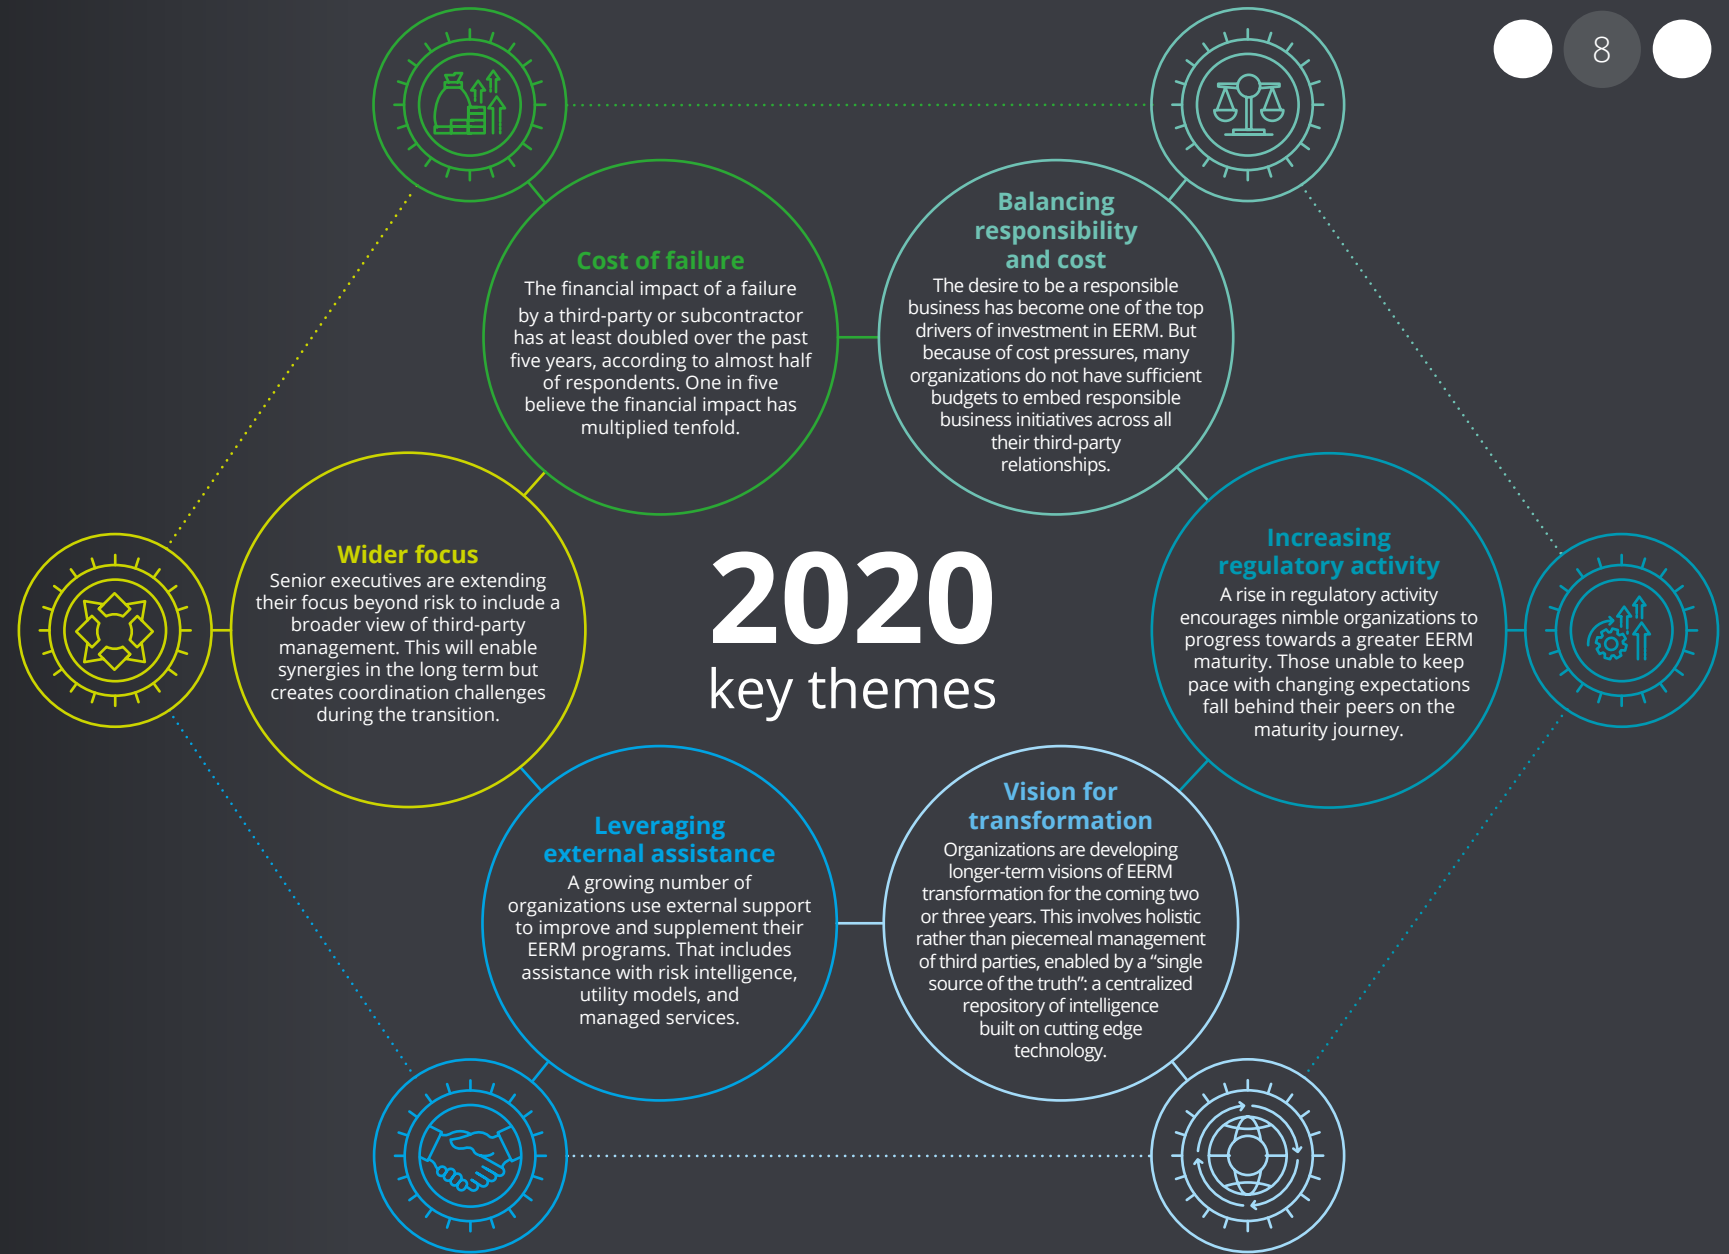 8
Cost of failure
The financial impact of a failure
by a third-party or subcontractor
has at least doubled over the past
five years, according to almost half
of respondents. One in five
believe the financial impact has
multiplied tenfold.
Balancing
responsibility
and cost
The desire to be a responsible
business has become one of the top
drivers of investment in EERM. But
because of cost pressures, many
organizations do not have sufficient
budgets to embed responsible
business initiatives across all
their third-party
relationships.
Wider focus
Senior executives are extending
their focus beyond risk to include a
broader view of third-party
management. This will enable
synergies in the long term but
creates coordination challenges
during the transition.
2020
key themes
Increasing
regulatory activity
A rise in regulatory activity
encourages nimble organizations to
progress towards a greater EERM
maturity. Those unable to keep
pace with changing expectations
fall behind their peers on the
maturity journey.
Leveraging
external assistance
A growing number of
organizations use external support
to improve and supplement their
EERM programs. That includes
assistance with risk intelligence,
utility models, and
managed services.
Vision for
transformation
Organizations are developing
longer-term visions of EERM
transformation for the coming two
or three years. This involves holistic
rather than piecemeal management
of third parties, enabled by a “single
source of the truth”: a centralized
repository of intelligence
built on cutting edge
technology.